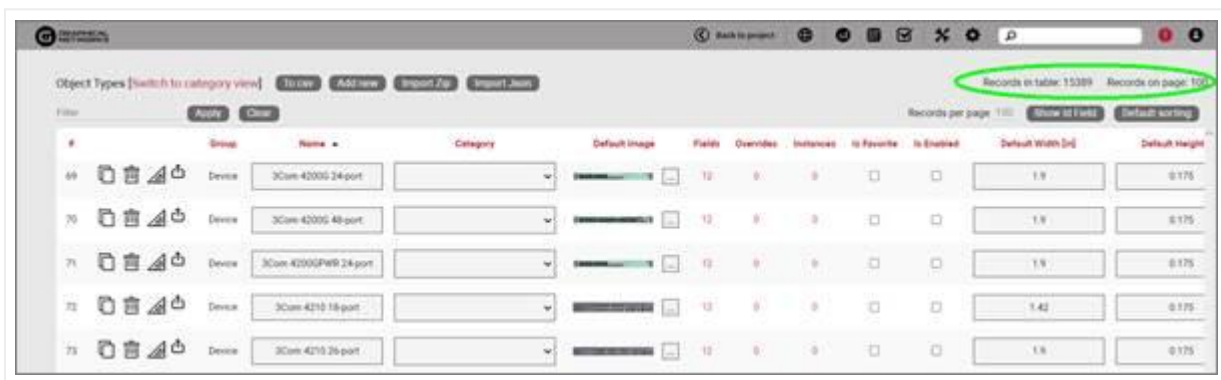 GRAPHICAL NETWORKS Back to project
Object Types [Switch to category view] To csv Add new Import Zip Import Json Records in table: 15389 Records on page: 100
Filter Apply Clear Records per page 100 Show Id Field Default sorting
# Group Name Category Default Image Fields Overrides Instances Is Favorite Is Enabled Default Width [in] Default Height
69 Device 3Com 4200G 24-port ... 12 0 0 1.9 0.175
70 Device 3Com 4200G 48-port ... 12 0 0 1.9 0.175
71 Device 3Com 4200GPWR 24-port ... 12 0 0 1.9 0.175
72 Device 3Com 4210 18-port ... 12 0 0 1.42 0.175
73 Device 3Com 4210 26-port ... 12 0 0 1.9 0.175